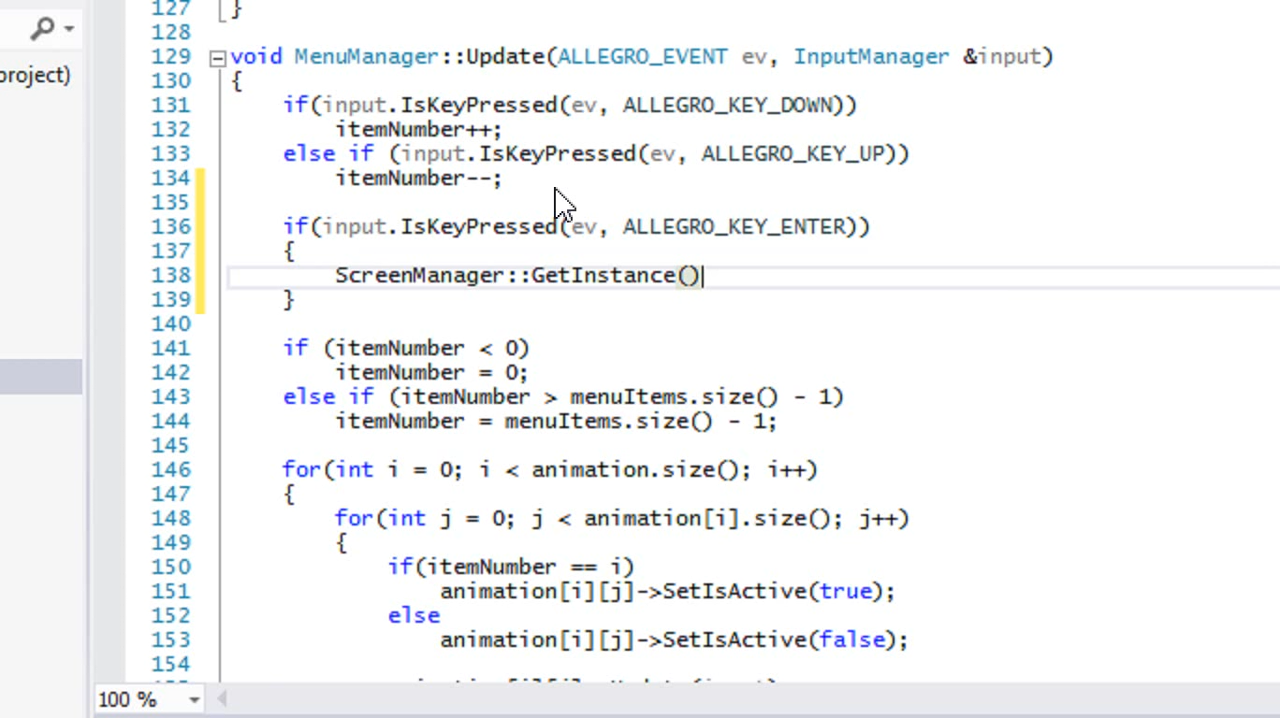 127 }
128
129 void MenuManager::Update(ALLEGRO_EVENT ev, InputManager &input)
130 {
project)
131 if(input.IsKeyPressed(ev, ALLEGRO_KEY_DOWN))
132 itemNumber++;
133 else if (input.IsKeyPressed(ev, ALLEGRO_KEY_UP))
134 itemNumber--;
135
136 if(input.IsKeyPressed(ev, ALLEGRO_KEY_ENTER))
137 {
138 ScreenManager::GetInstance()
139 }
140
141 if (itemNumber < 0)
142 itemNumber = 0;
143 else if (itemNumber > menuItems.size() - 1)
144 itemNumber = menuItems.size() - 1;
145
146 for(int i = 0; i < animation.size(); i++)
147 {
148 for(int j = 0; j < animation[i].size(); j++)
149 {
150 if(itemNumber == i)
151 animation[i][j]->SetIsActive(true);
152 else
153 animation[i][j]->SetIsActive(false);
154
100 %